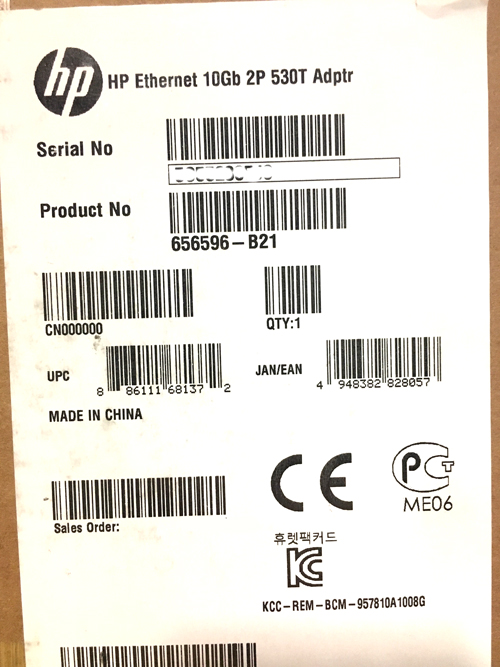 hp
HP Ethernet 10Gb 2P 530T Adptr
Serial No
Product No
656596-B21
CN000000
QTY:1
UPC
8 86111 68137 2
JAN/EAN
4 948382 828057
MADE IN CHINA
CE
PCT
ME06
Sales Order:
휴렛팩커드
KC
KCC-REM-BCM-957810A1008G